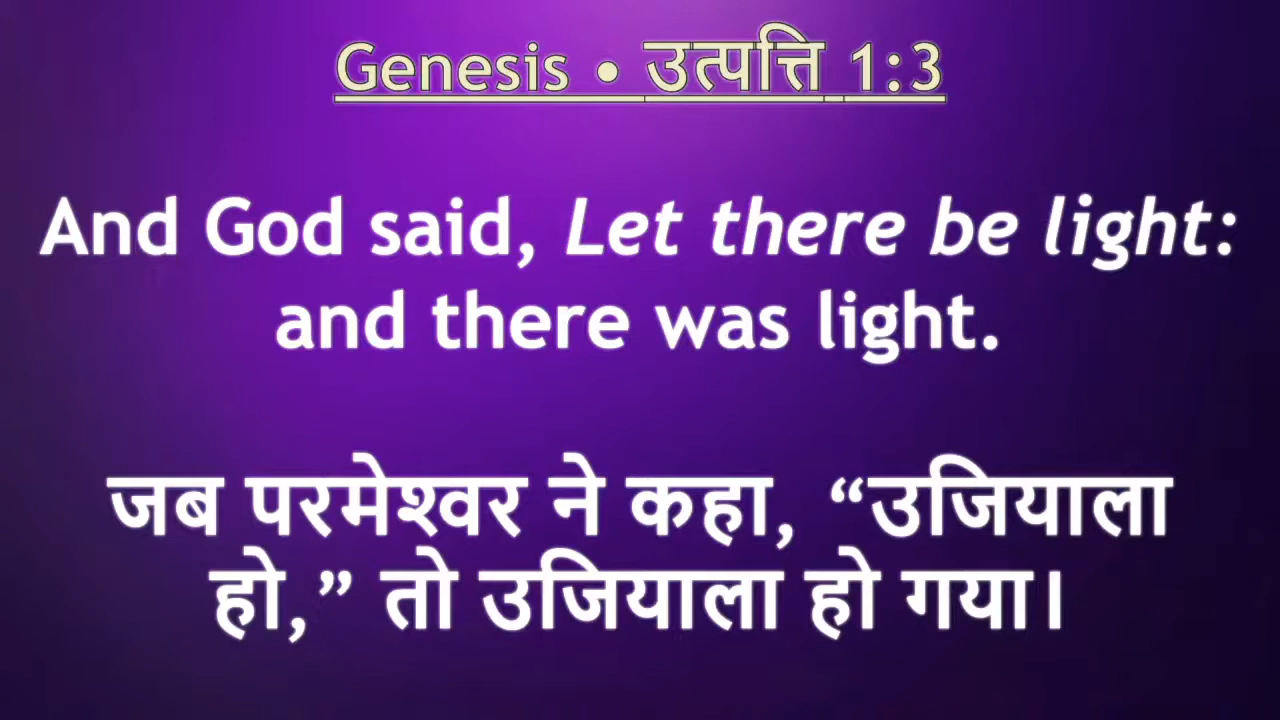 Genesis • उत्पत्ति 1:3
And God said, Let there be light:
and there was light.
जब परमेश्वर ने कहा, “उजियाला
हो,” तो उजियाला हो गया।